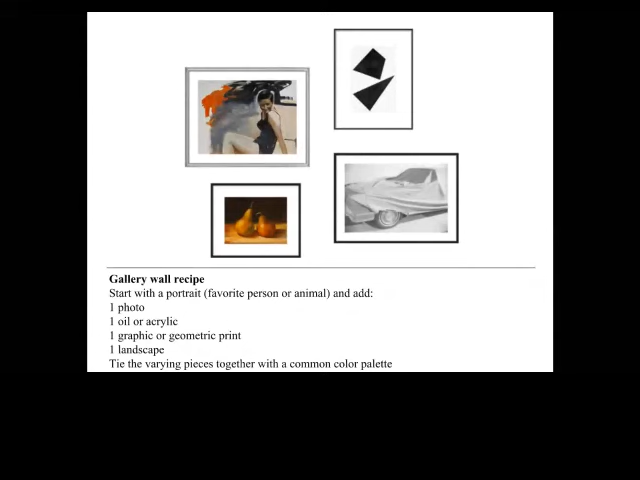 Gallery wall recipe
Start with a portrait (favorite person or animal) and add:
1 photo
1 oil or acrylic
1 graphic or geometric print
1 landscape
Tie the varying pieces together with a common color palette